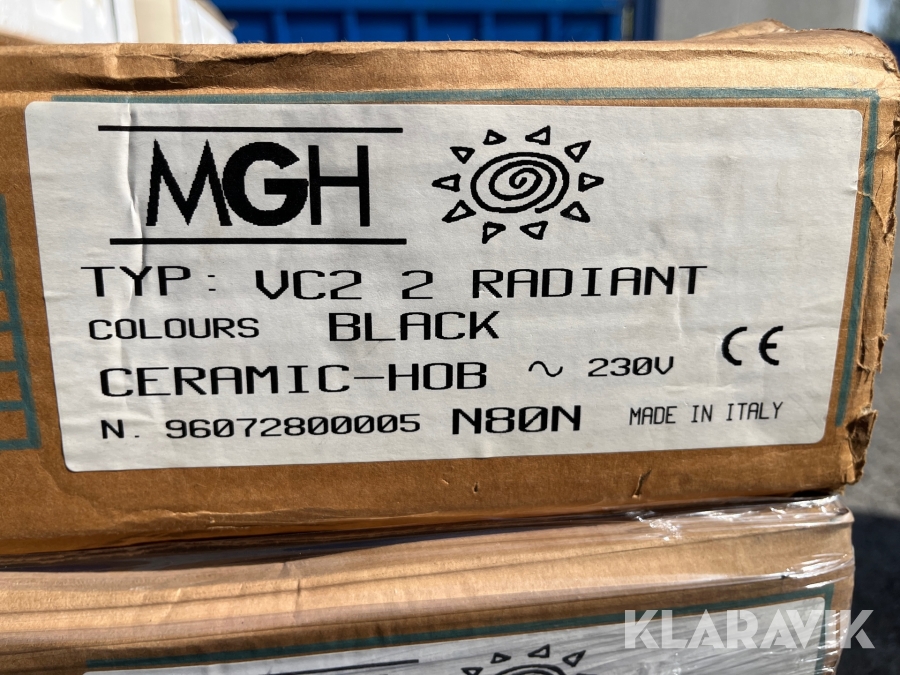 MGH
TYP: VC2 2 RADIANT
COLOURS BLACK
CE
CERAMIC-HOB ~ 230V
N. 96072800005 N80N MADE IN ITALY
KLARAVIK